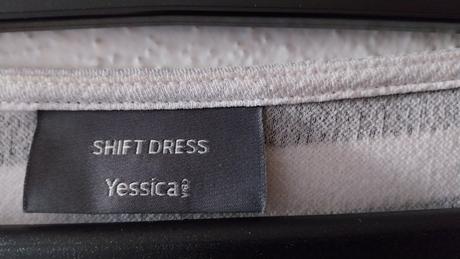 SHIFT DRESS
Yessica C&A